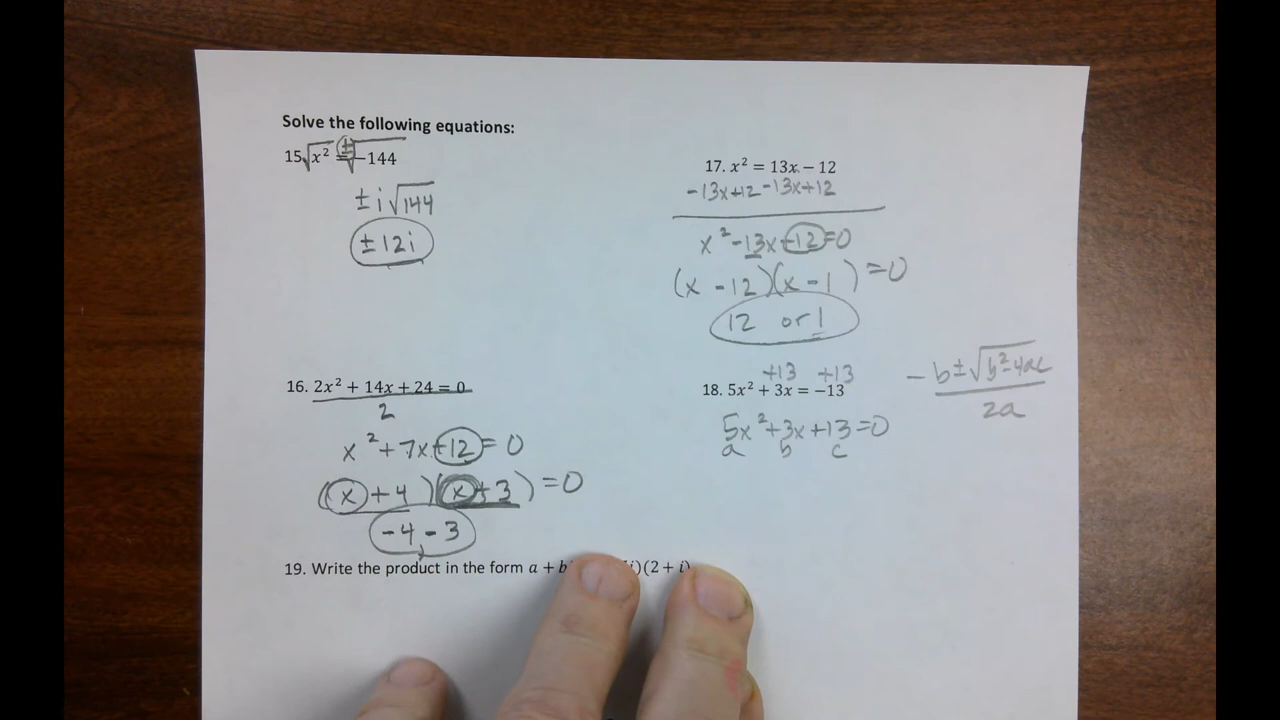 Solve the following equations:
15. √x² = ±√-144
± i√144
± 12i
17. x² = 13x − 12
-13x+12 -13x+12
x² -13x +12 = 0
(x -12)(x -1) = 0
12 or 1
16. 2x² + 14x + 24 = 0
2
x² + 7x + 12 = 0
(x + 4)(x + 3) = 0
-4, -3
+13 +13
18. 5x² + 3x = −13
5x² + 3x + 13 = 0
a b c
-b ± √b² - 4ac
2a
19. Write the product in the form a + b i)(2 + i)